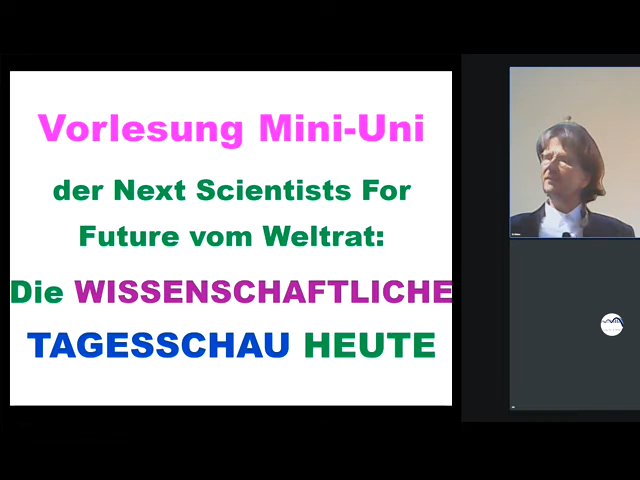 Vorlesung Mini-Uni
der Next Scientists For
Future vom Weltrat:
Die WISSENSCHAFTLICHE
TAGESSCHAU HEUTE